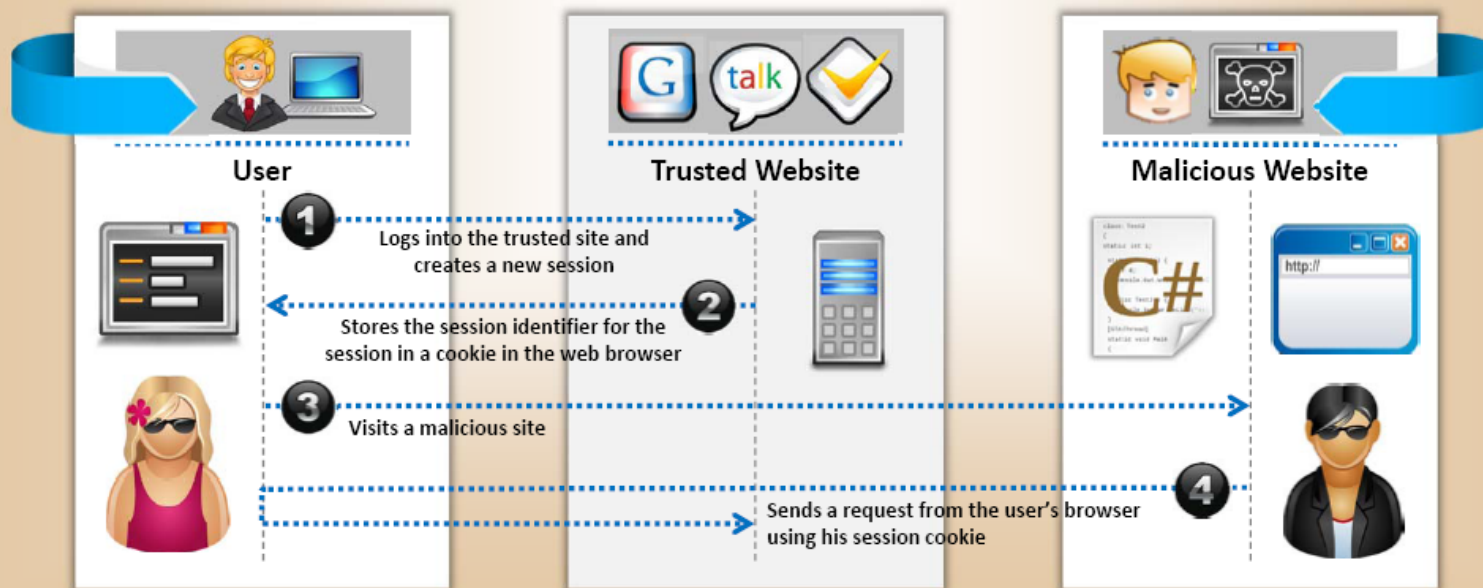 G
talk
User
Trusted Website
Malicious Website
1
Logs into the trusted site and
creates a new session
2
Stores the session identifier for the
session in a cookie in the web browser
C#
http://
3
Visits a malicious site
4
Sends a request from the user's browser
using his session cookie